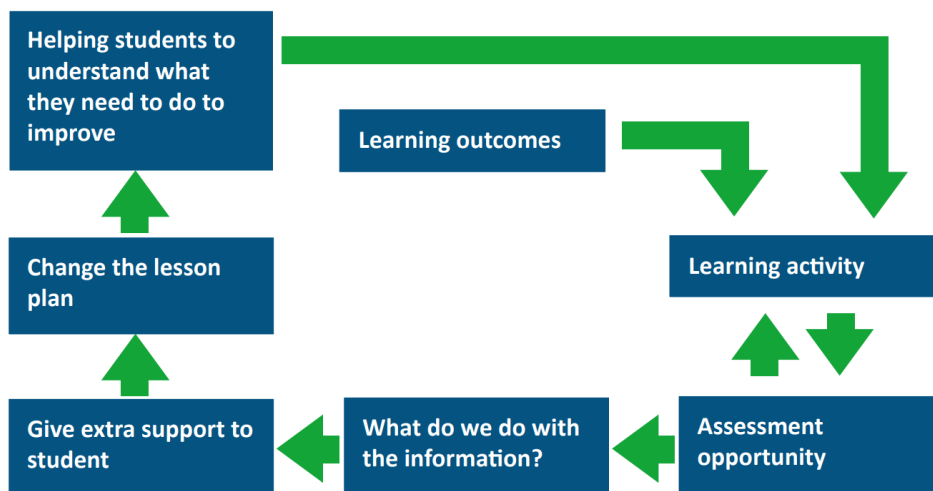 Helping students to
understand what
they need to do to
improve
Learning outcomes
Change the lesson
plan
Learning activity
Give extra support to
student
What do we do with
the information?
Assessment
opportunity